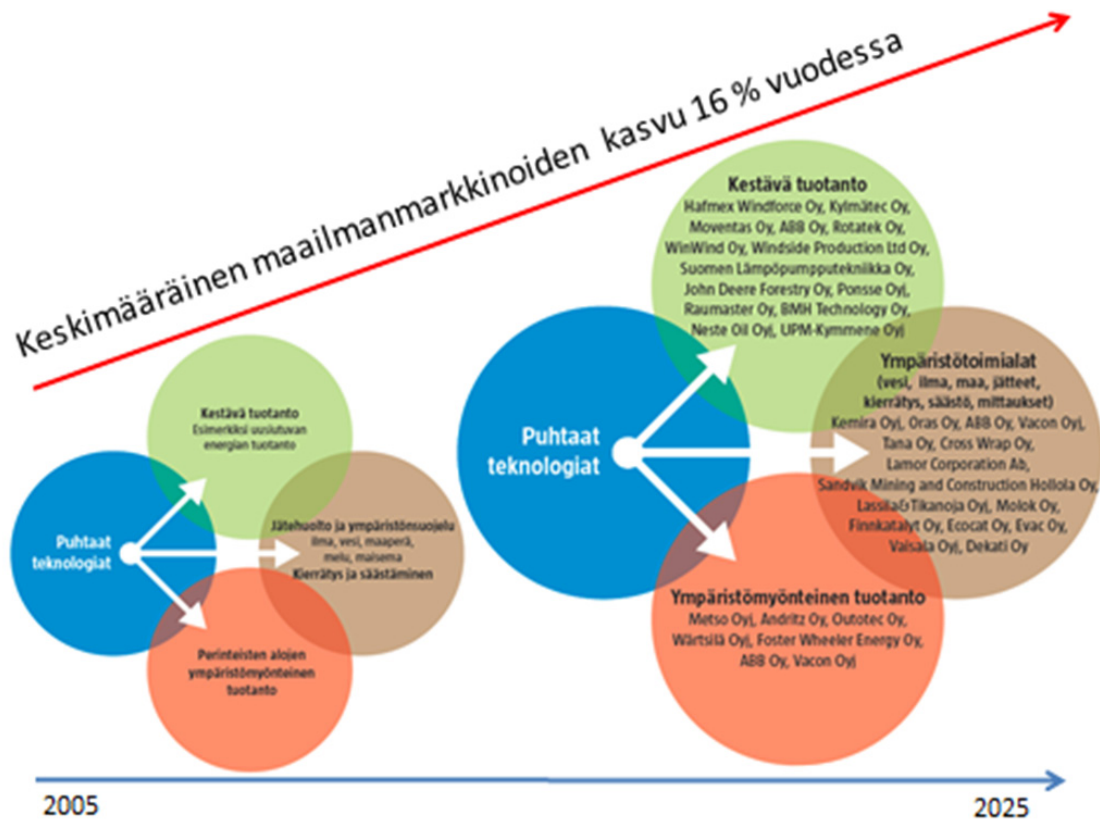 Keskimääräinen maailmanmarkkinoiden kasvu 16 % vuodessa
Kestävä tuotanto
Esimerkiksi uusiutuvan
energian tuotanto
Puhtaat
teknologiat
Jätehuolto ja ympäristönsuojelu
ilma, vesi, maaperä,
melu, maisema
Kierrätys ja säästäminen
Perinteisten alojen
ympäristömyönteinen
tuotanto
Kestävä tuotanto
Hafmex Windforce Oy, Kylmätec Oy,
Moventas Oy, ABB Oy, Rotatek Oy,
WinWind Oy, Windside Production Ltd Oy,
Suomen Lämpöpumpputekniikka Oy,
John Deere Forestry Oy, Ponsse Oyj,
Raumaster Oy, BMH Technology Oy,
Neste Oil Oyj, UPM-Kymmene Oyj
Puhtaat
teknologiat
Ympäristötoimialat
(vesi, ilma, maa, jätteet,
kierrätys, säästö, mittaukset)
Kemira Oyj, Oras Oy, ABB Oy, Vacon Oyj,
Tana Oy, Cross Wrap Oy,
Lamor Corporation Ab,
Sandvik Mining and Construction Hollola Oy,
Lassila&Tikanoja Oyj, Molok Oy,
Finnkatalyt Oy, Ecocat Oy, Evac Oy,
Vaisala Oyj, Dekati Oy
Ympäristömyönteinen tuotanto
Metso Oyj, Andritz Oy, Outotec Oy,
Wärtsilä Oyj, Foster Wheeler Energy Oy,
ABB Oy, Vacon Oyj
2005
2025